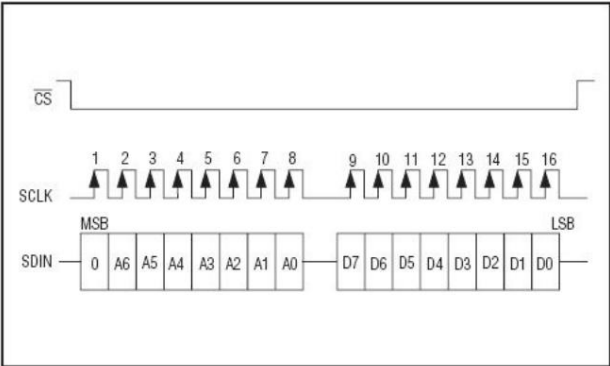 CS
1 2 3 4 5 6 7 8 9 10 11 12 13 14 15 16
SCLK
MSB LSB
SDIN 0 A6 A5 A4 A3 A2 A1 A0 D7 D6 D5 D4 D3 D2 D1 D0